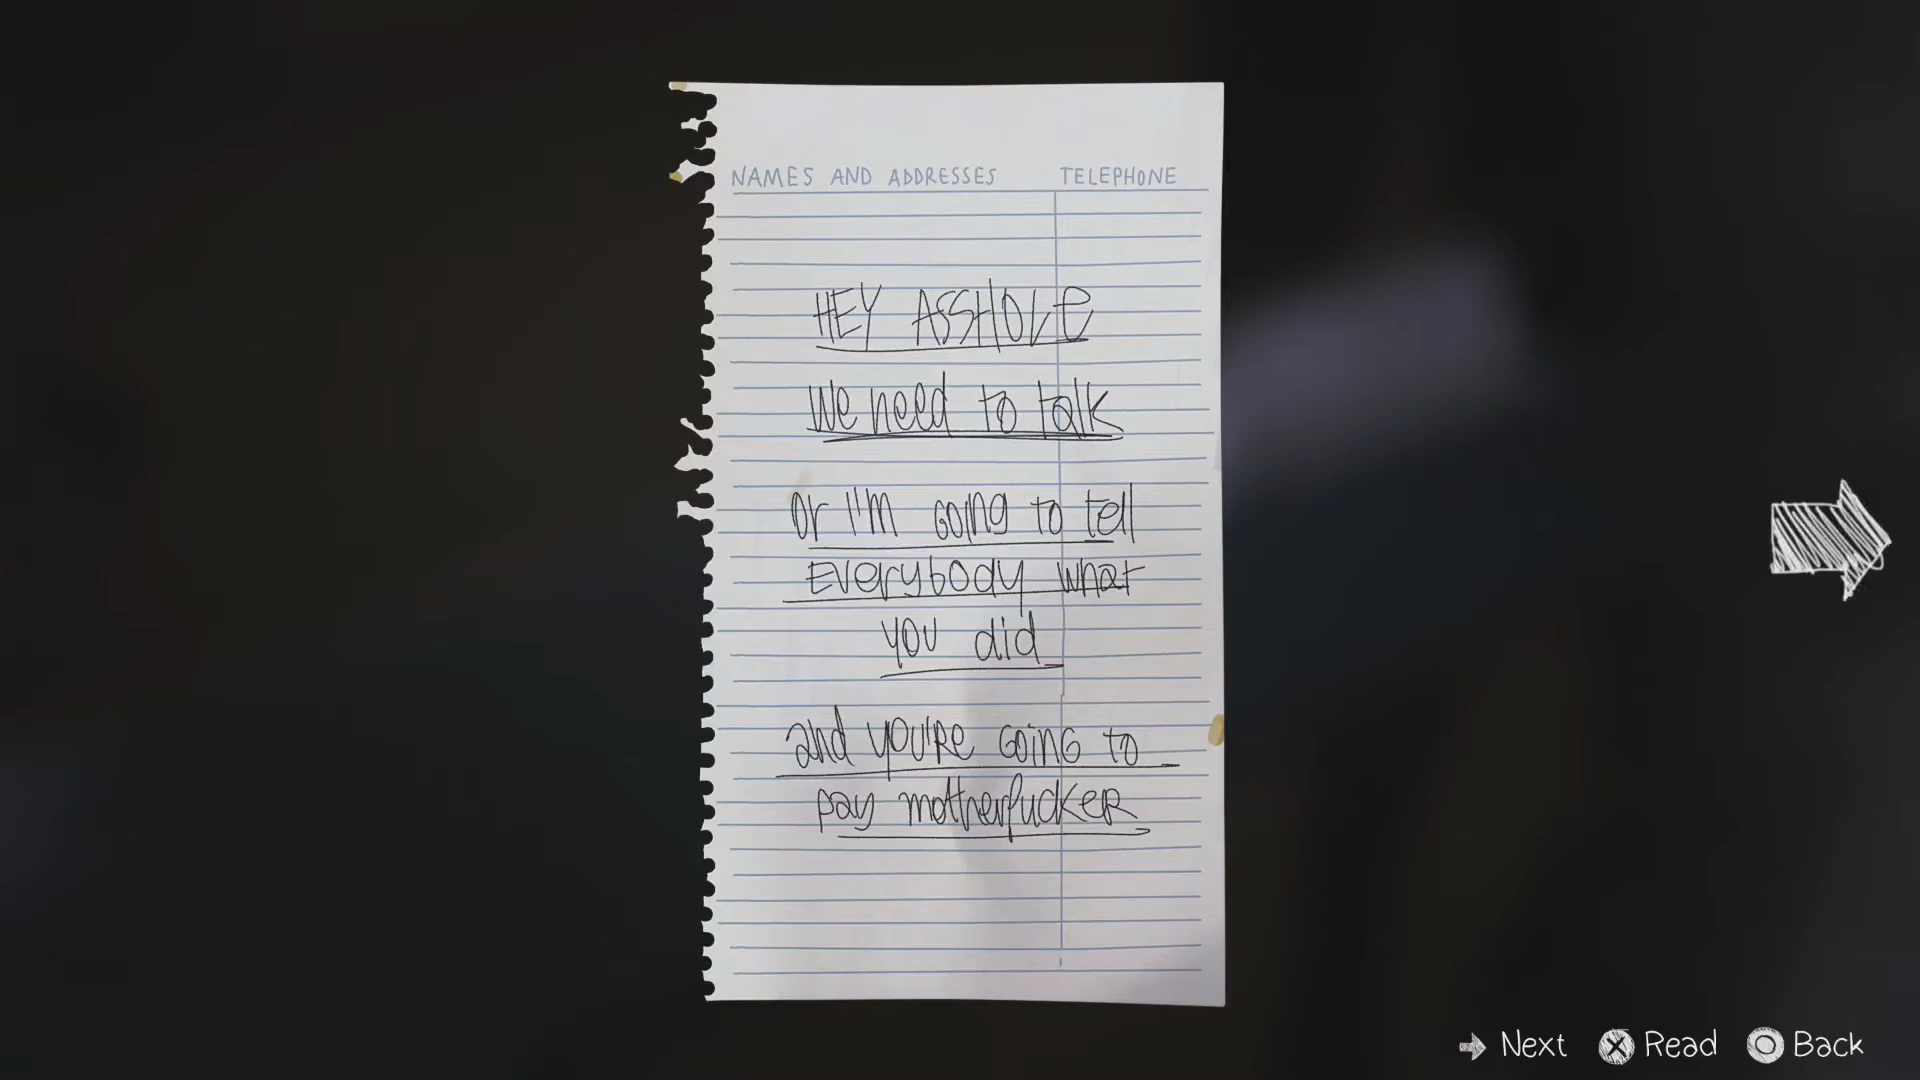 NAMES AND ADDRESSES TELEPHONE
HEY ASSHOLe
We need to talk
Or I'm GoING to tell
EVerybody what
YOU did
and you'Re GoiNG to
pay motherfucKeR
Next Read Back